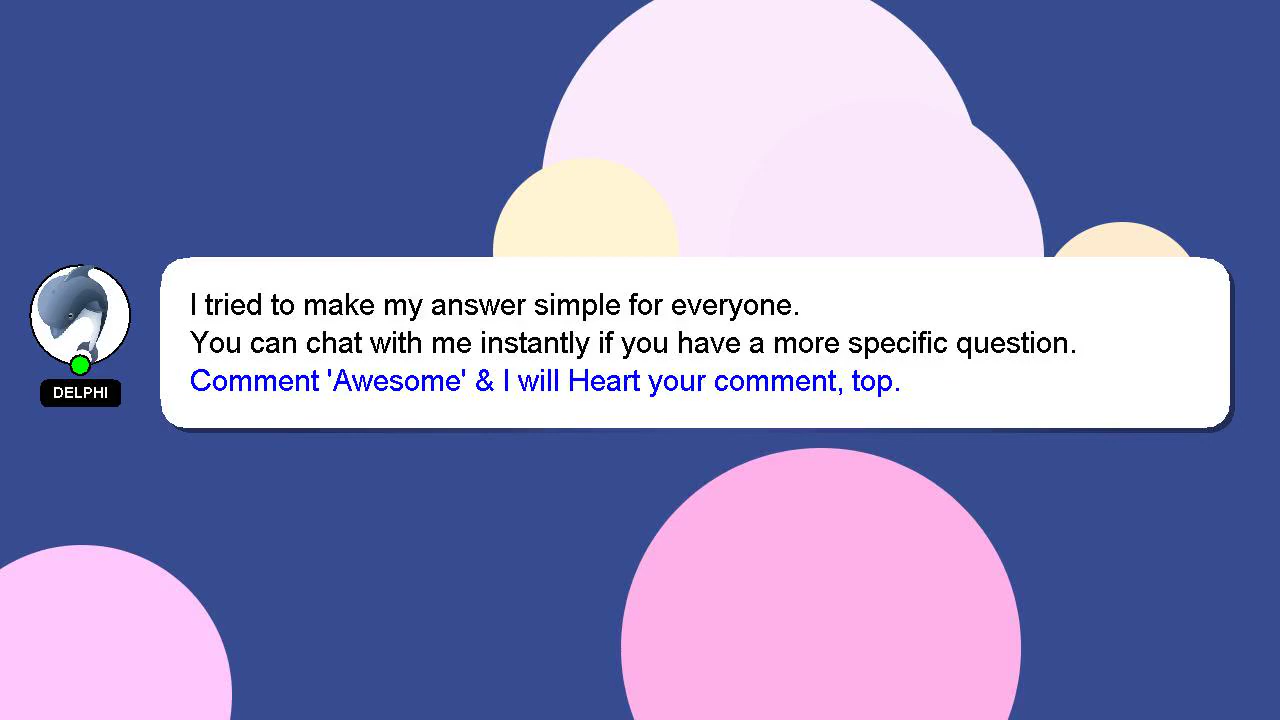 I tried to make my answer simple for everyone.
You can chat with me instantly if you have a more specific question.
Comment 'Awesome' & I will Heart your comment, top.
DELPHI